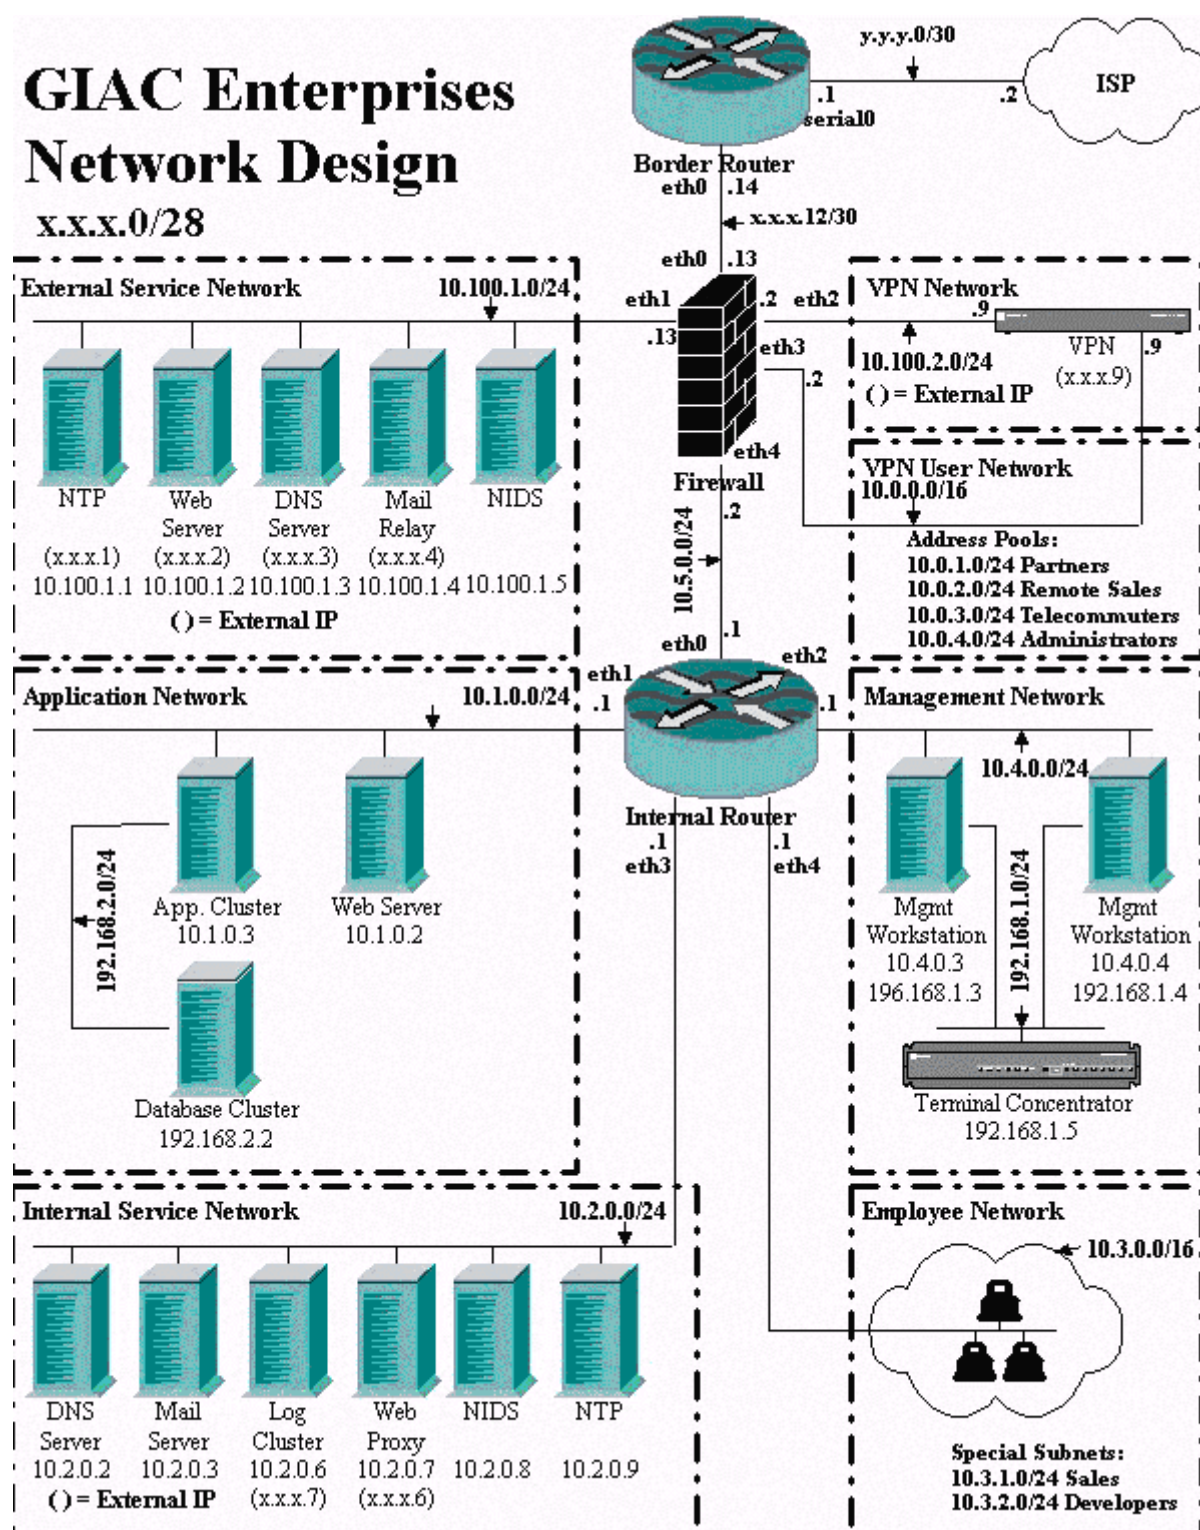 GIAC Enterprises
Network Design
x.x.x.0/28
y.y.y.0/30
ISP
.1
.2
serial0
Border Router
eth0 .14
x.x.x.12/30
eth0 .13
External Service Network
10.100.1.0/24
eth1
.13
.2 eth2
eth3
.2
eth4
Firewall
.2
VPN Network
.9
VPN
(x.x.x.9)
.9
10.100.2.0/24
( ) = External IP
NTP
(x.x.x.1)
10.100.1.1
Web
Server
(x.x.x.2)
10.100.1.2
DNS
Server
(x.x.x.3)
10.100.1.3
Mail
Relay
(x.x.x.4)
10.100.1.4
NIDS
10.100.1.5
( ) = External IP
VPN User Network
10.0.0.0/16
Address Pools:
10.0.1.0/24 Partners
10.0.2.0/24 Remote Sales
10.0.3.0/24 Telecommuters
10.0.4.0/24 Administrators
10.5.0.0/24
.1
eth0
eth2
eth1
.1
.1
Internal Router
.1
eth3
.1
eth4
Application Network
10.1.0.0/24
App. Cluster
10.1.0.3
Web Server
10.1.0.2
192.168.2.0/24
Database Cluster
192.168.2.2
Management Network
10.4.0.0/24
Mgmt
Workstation
10.4.0.3
196.168.1.3
192.168.1.0/24
Mgmt
Workstation
10.4.0.4
192.168.1.4
Terminal Concentrator
192.168.1.5
Internal Service Network
10.2.0.0/24
DNS
Server
10.2.0.2
Mail
Server
10.2.0.3
Log
Cluster
10.2.0.6
(x.x.x.7)
Web
Proxy
10.2.0.7
(x.x.x.6)
NIDS
10.2.0.8
NTP
10.2.0.9
( ) = External IP
Employee Network
10.3.0.0/16
Special Subnets:
10.3.1.0/24 Sales
10.3.2.0/24 Developers